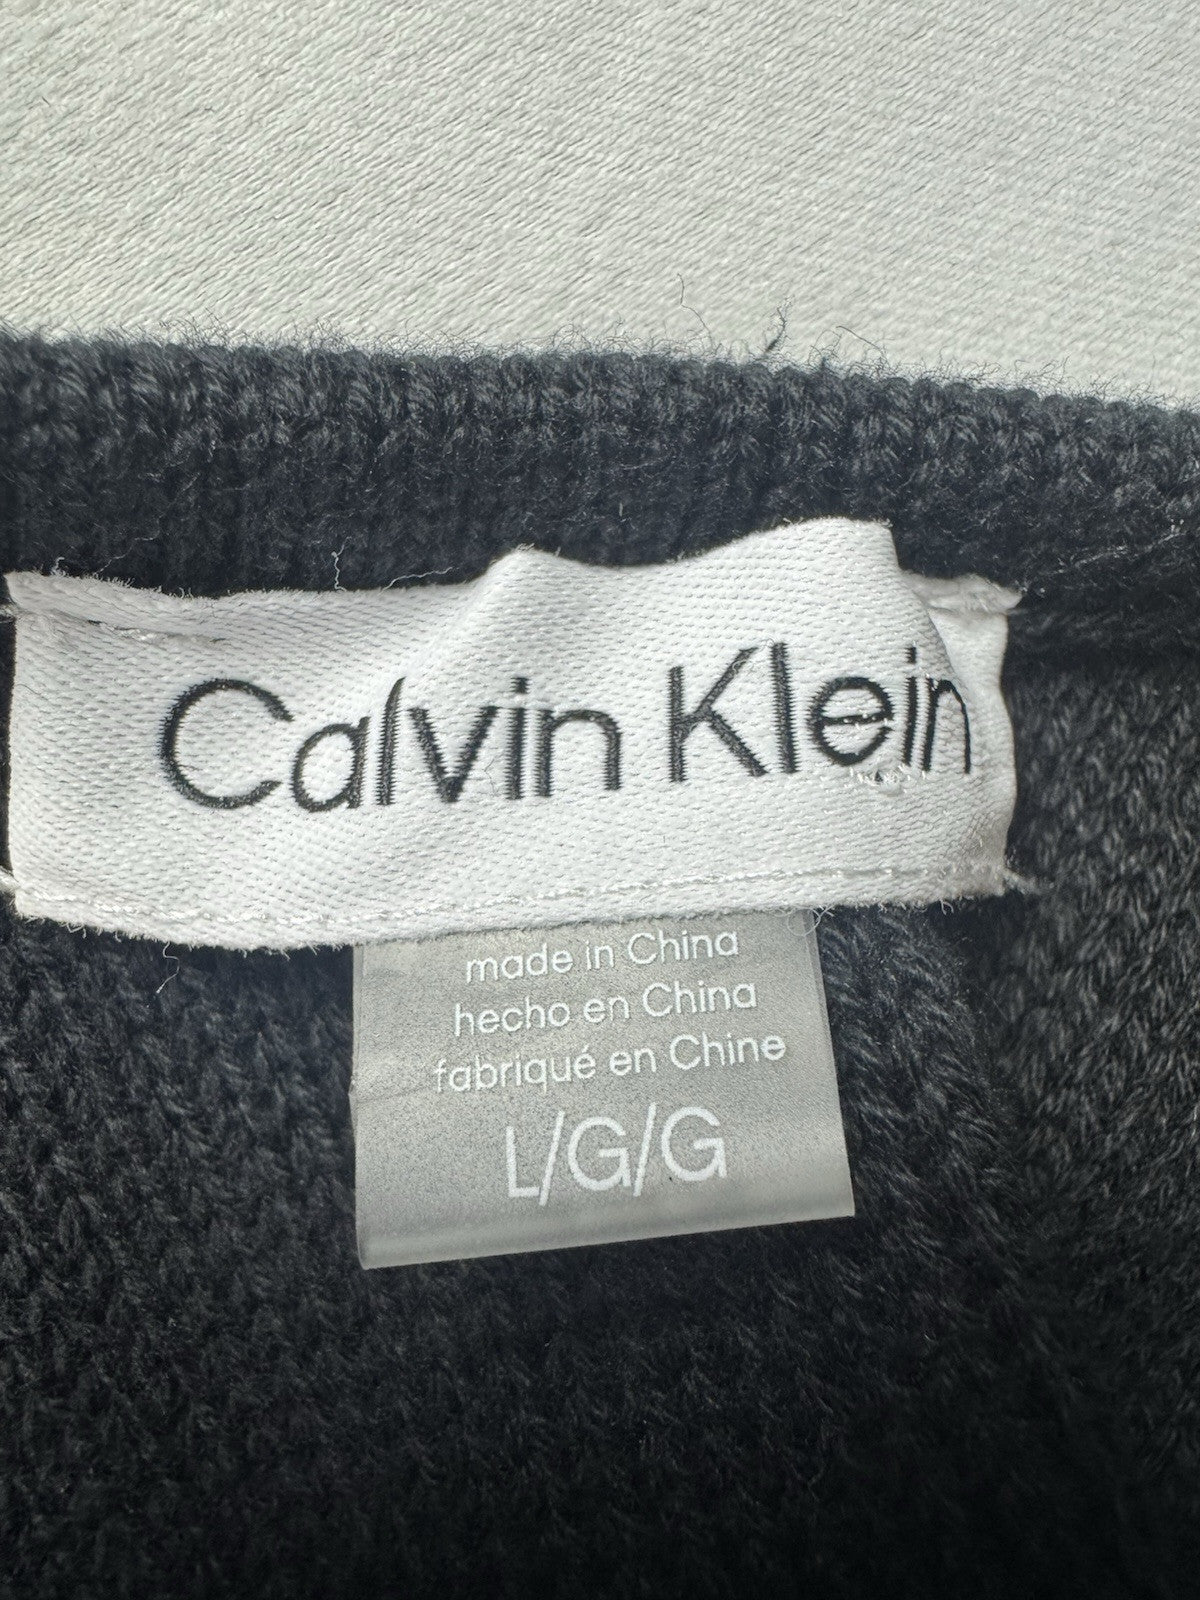 Calvin Klein
made in China
hecho en China
fabriqué en Chine
L/G/G